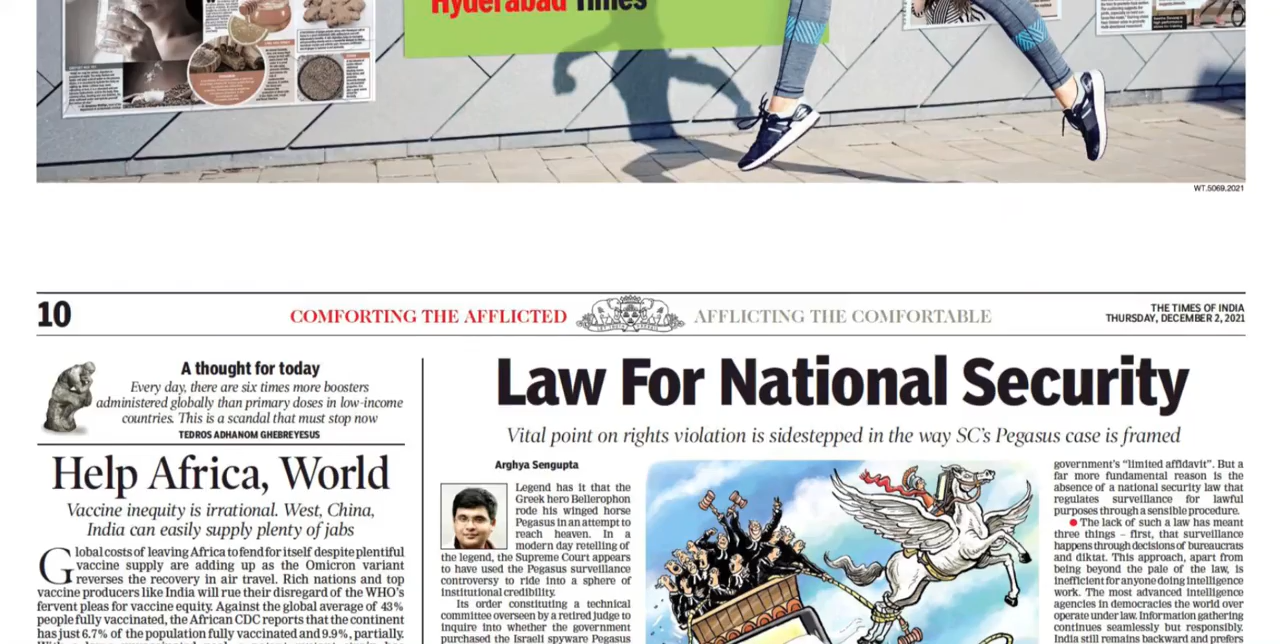 Hyderabad Times
WT.5069.2021
10
COMFORTING THE AFFLICTED
AFFLICTING THE COMFORTABLE
THE TIMES OF INDIA
THURSDAY, DECEMBER 2, 2021
A thought for today
Every day, there are six times more boosters
administered globally than primary doses in low-income
countries. This is a scandal that must stop now
TEDROS ADHANOM GHEBREYESUS
Help Africa, World
Vaccine inequity is irrational. West, China,
India can easily supply plenty of jabs
Global costs of leaving Africa to fend for itself despite plentiful
vaccine supply are adding up as the Omicron variant
reverses the recovery in air travel. Rich nations and top
vaccine producers like India will rue their disregard of the WHO's
fervent pleas for vaccine equity. Against the global average of 43%
people fully vaccinated, the African CDC reports that the continent
has just 6.7% of the population fully vaccinated and 9.9%, partially.
Law For National Security
Vital point on rights violation is sidestepped in the way SC's Pegasus case is framed
Arghya Sengupta
Legend has it that the
Greek hero Bellerophon
rode his winged horse
Pegasus in an attempt to
reach heaven. In a
modern day retelling of
the legend, the Supreme Court appears
to have used the Pegasus surveillance
controversy to ride into a sphere of
institutional credibility.
Its order constituting a technical
committee overseen by a retired judge to
inquire into whether the government
purchased the Israeli spyware Pegasus
government's "limited affidavit". But a
far more fundamental reason is the
absence of a national security law that
regulates surveillance for lawful
purposes through a sensible procedure.
● The lack of such a law has meant
three things – first, that surveillance
happens through decisions of bureaucrats
and diktat. This approach, apart from
being beyond the pale of the law, is
inefficient for anyone doing intelligence
work. The most advanced intelligence
agencies in democracies the world over
operate under law. Information gathering
continues seamlessly but responsibly.
India still remains backward and prefers